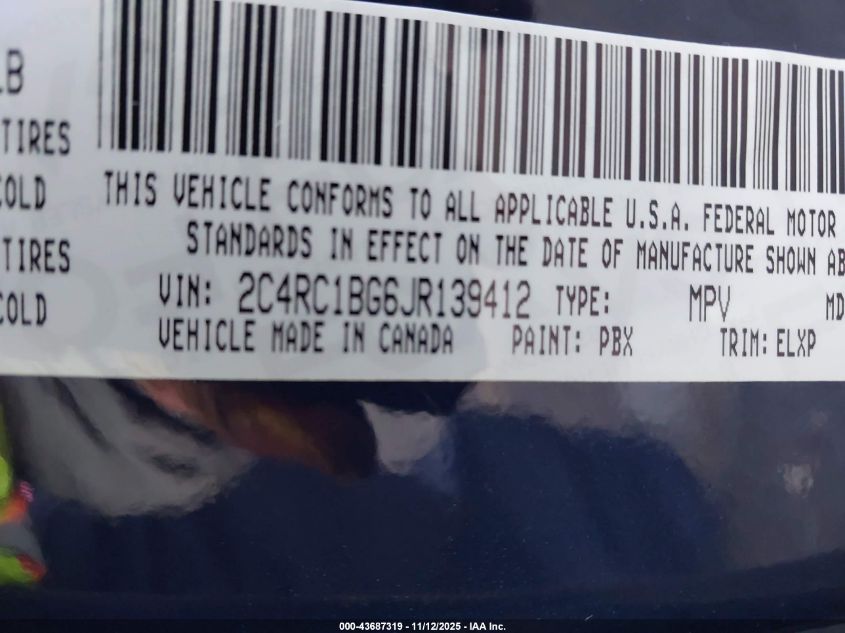 LB
TIRES
COLD
TIRES
COLD
THIS VEHICLE CONFORMS TO ALL APPLICABLE U.S.A. FEDERAL MOTOR
STANDARDS IN EFFECT ON THE DATE OF MANUFACTURE SHOWN AB
VIN: 2C4RC1BG6JR139412 TYPE: MPV MD
VEHICLE MADE IN CANADA PAINT: PBX TRIM: ELXP
000-43687319 - 11/12/2025 - IAA Inc.